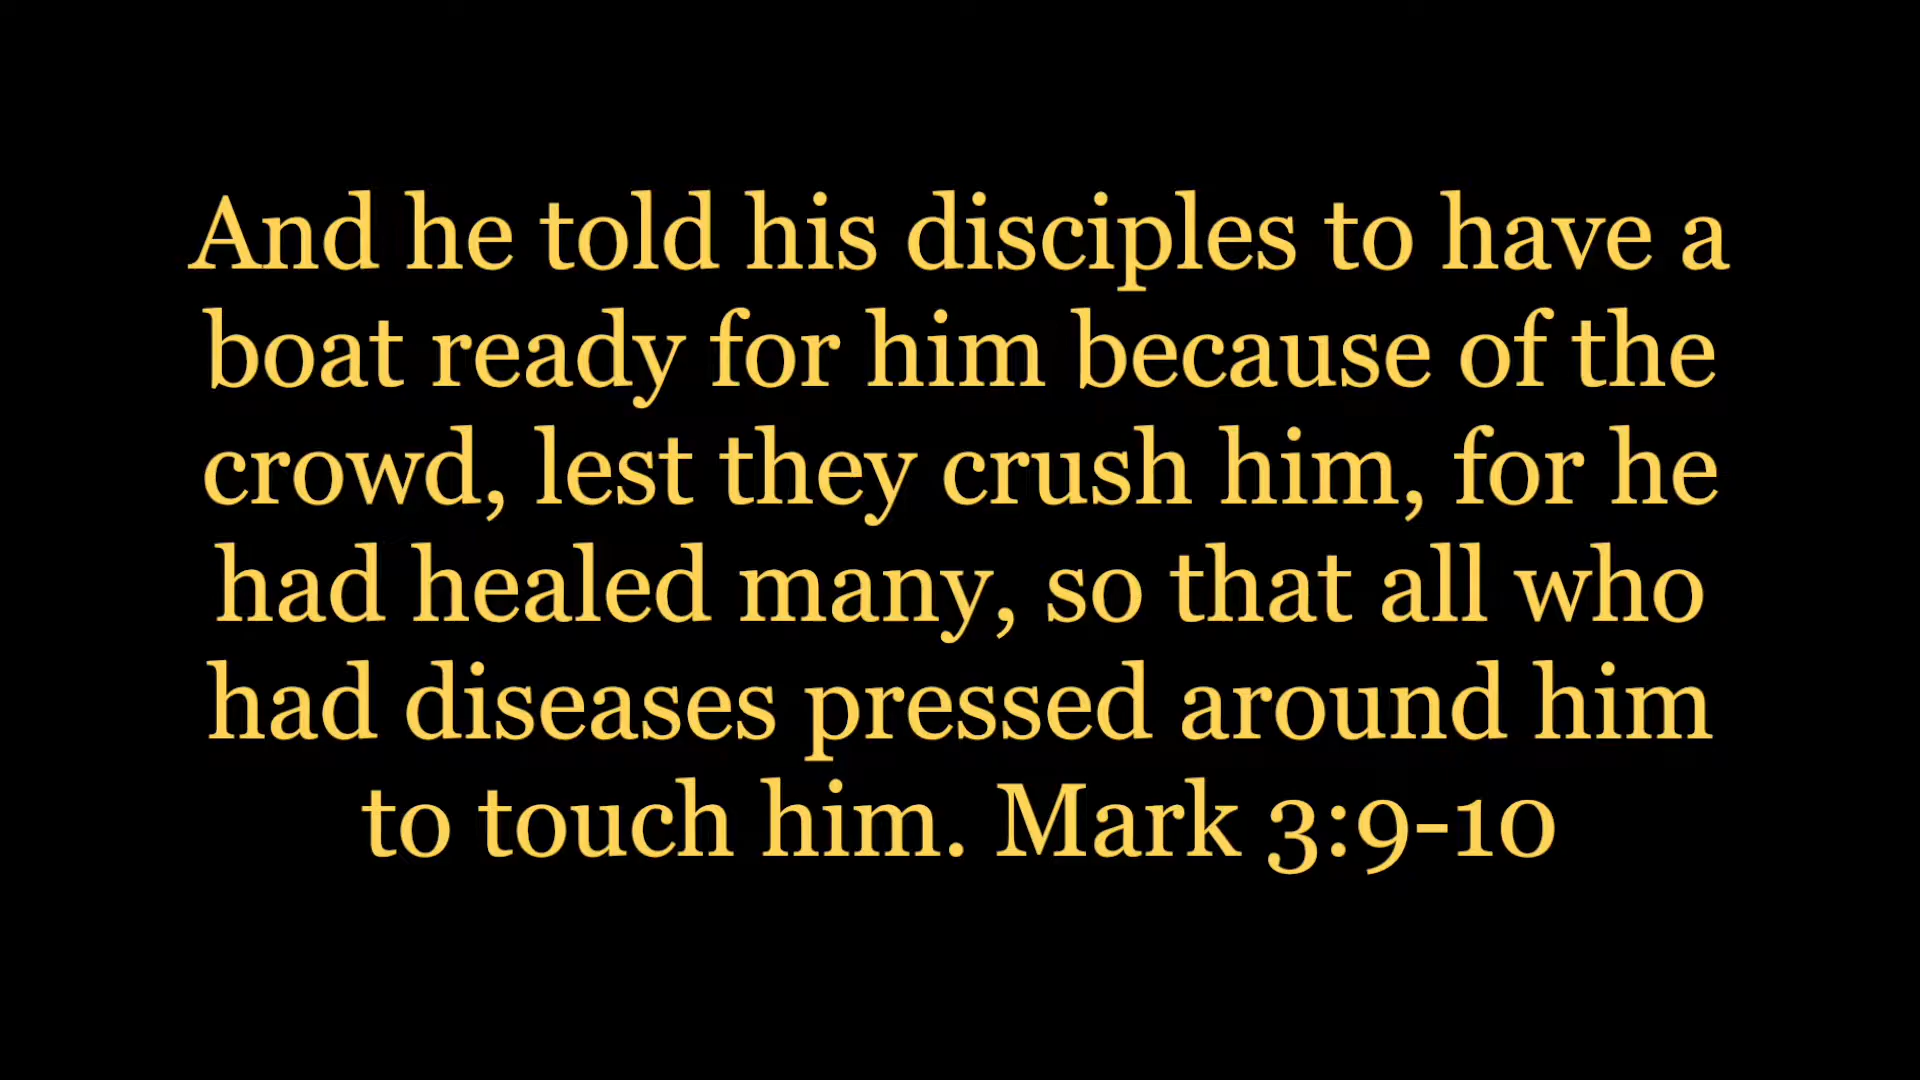 And he told his disciples to have a
boat ready for him because of the
crowd, lest they crush him, for he
had healed many, so that all who
had diseases pressed around him
to touch him. Mark 3:9-10